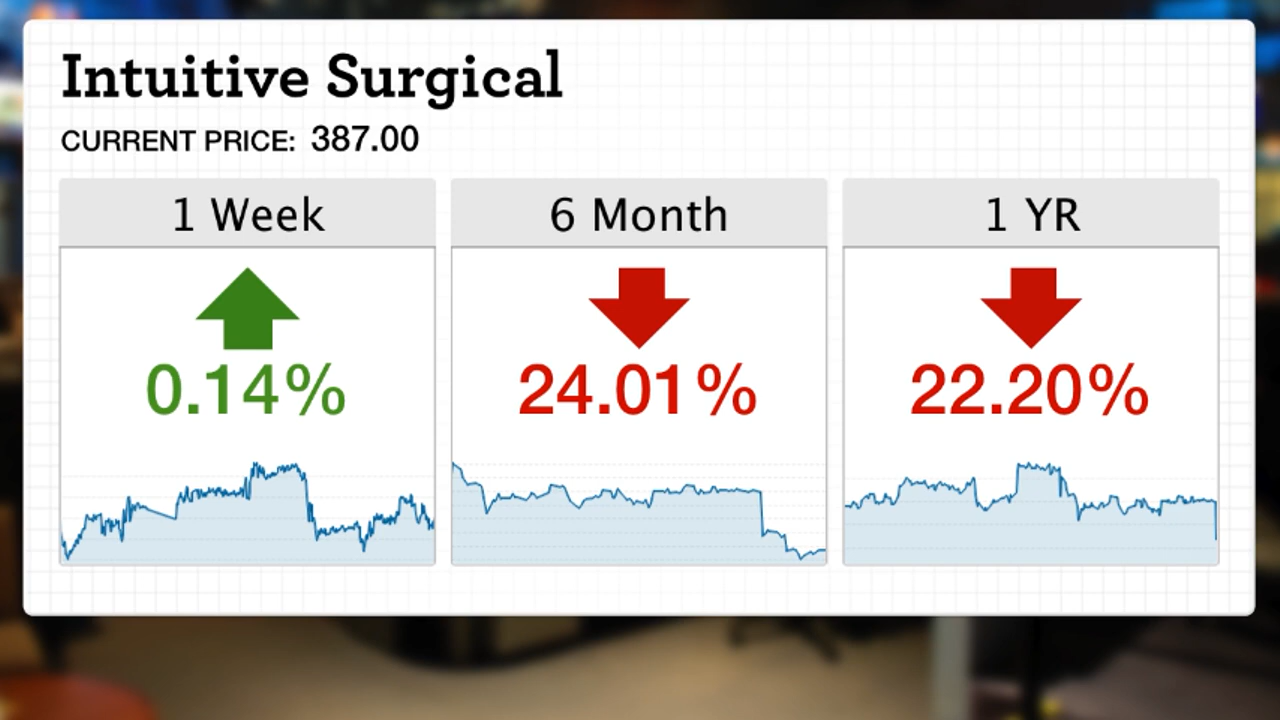 Intuitive Surgical
CURRENT PRICE: 387.00
1 Week
6 Month
1 YR
0.14%
24.01%
22.20%